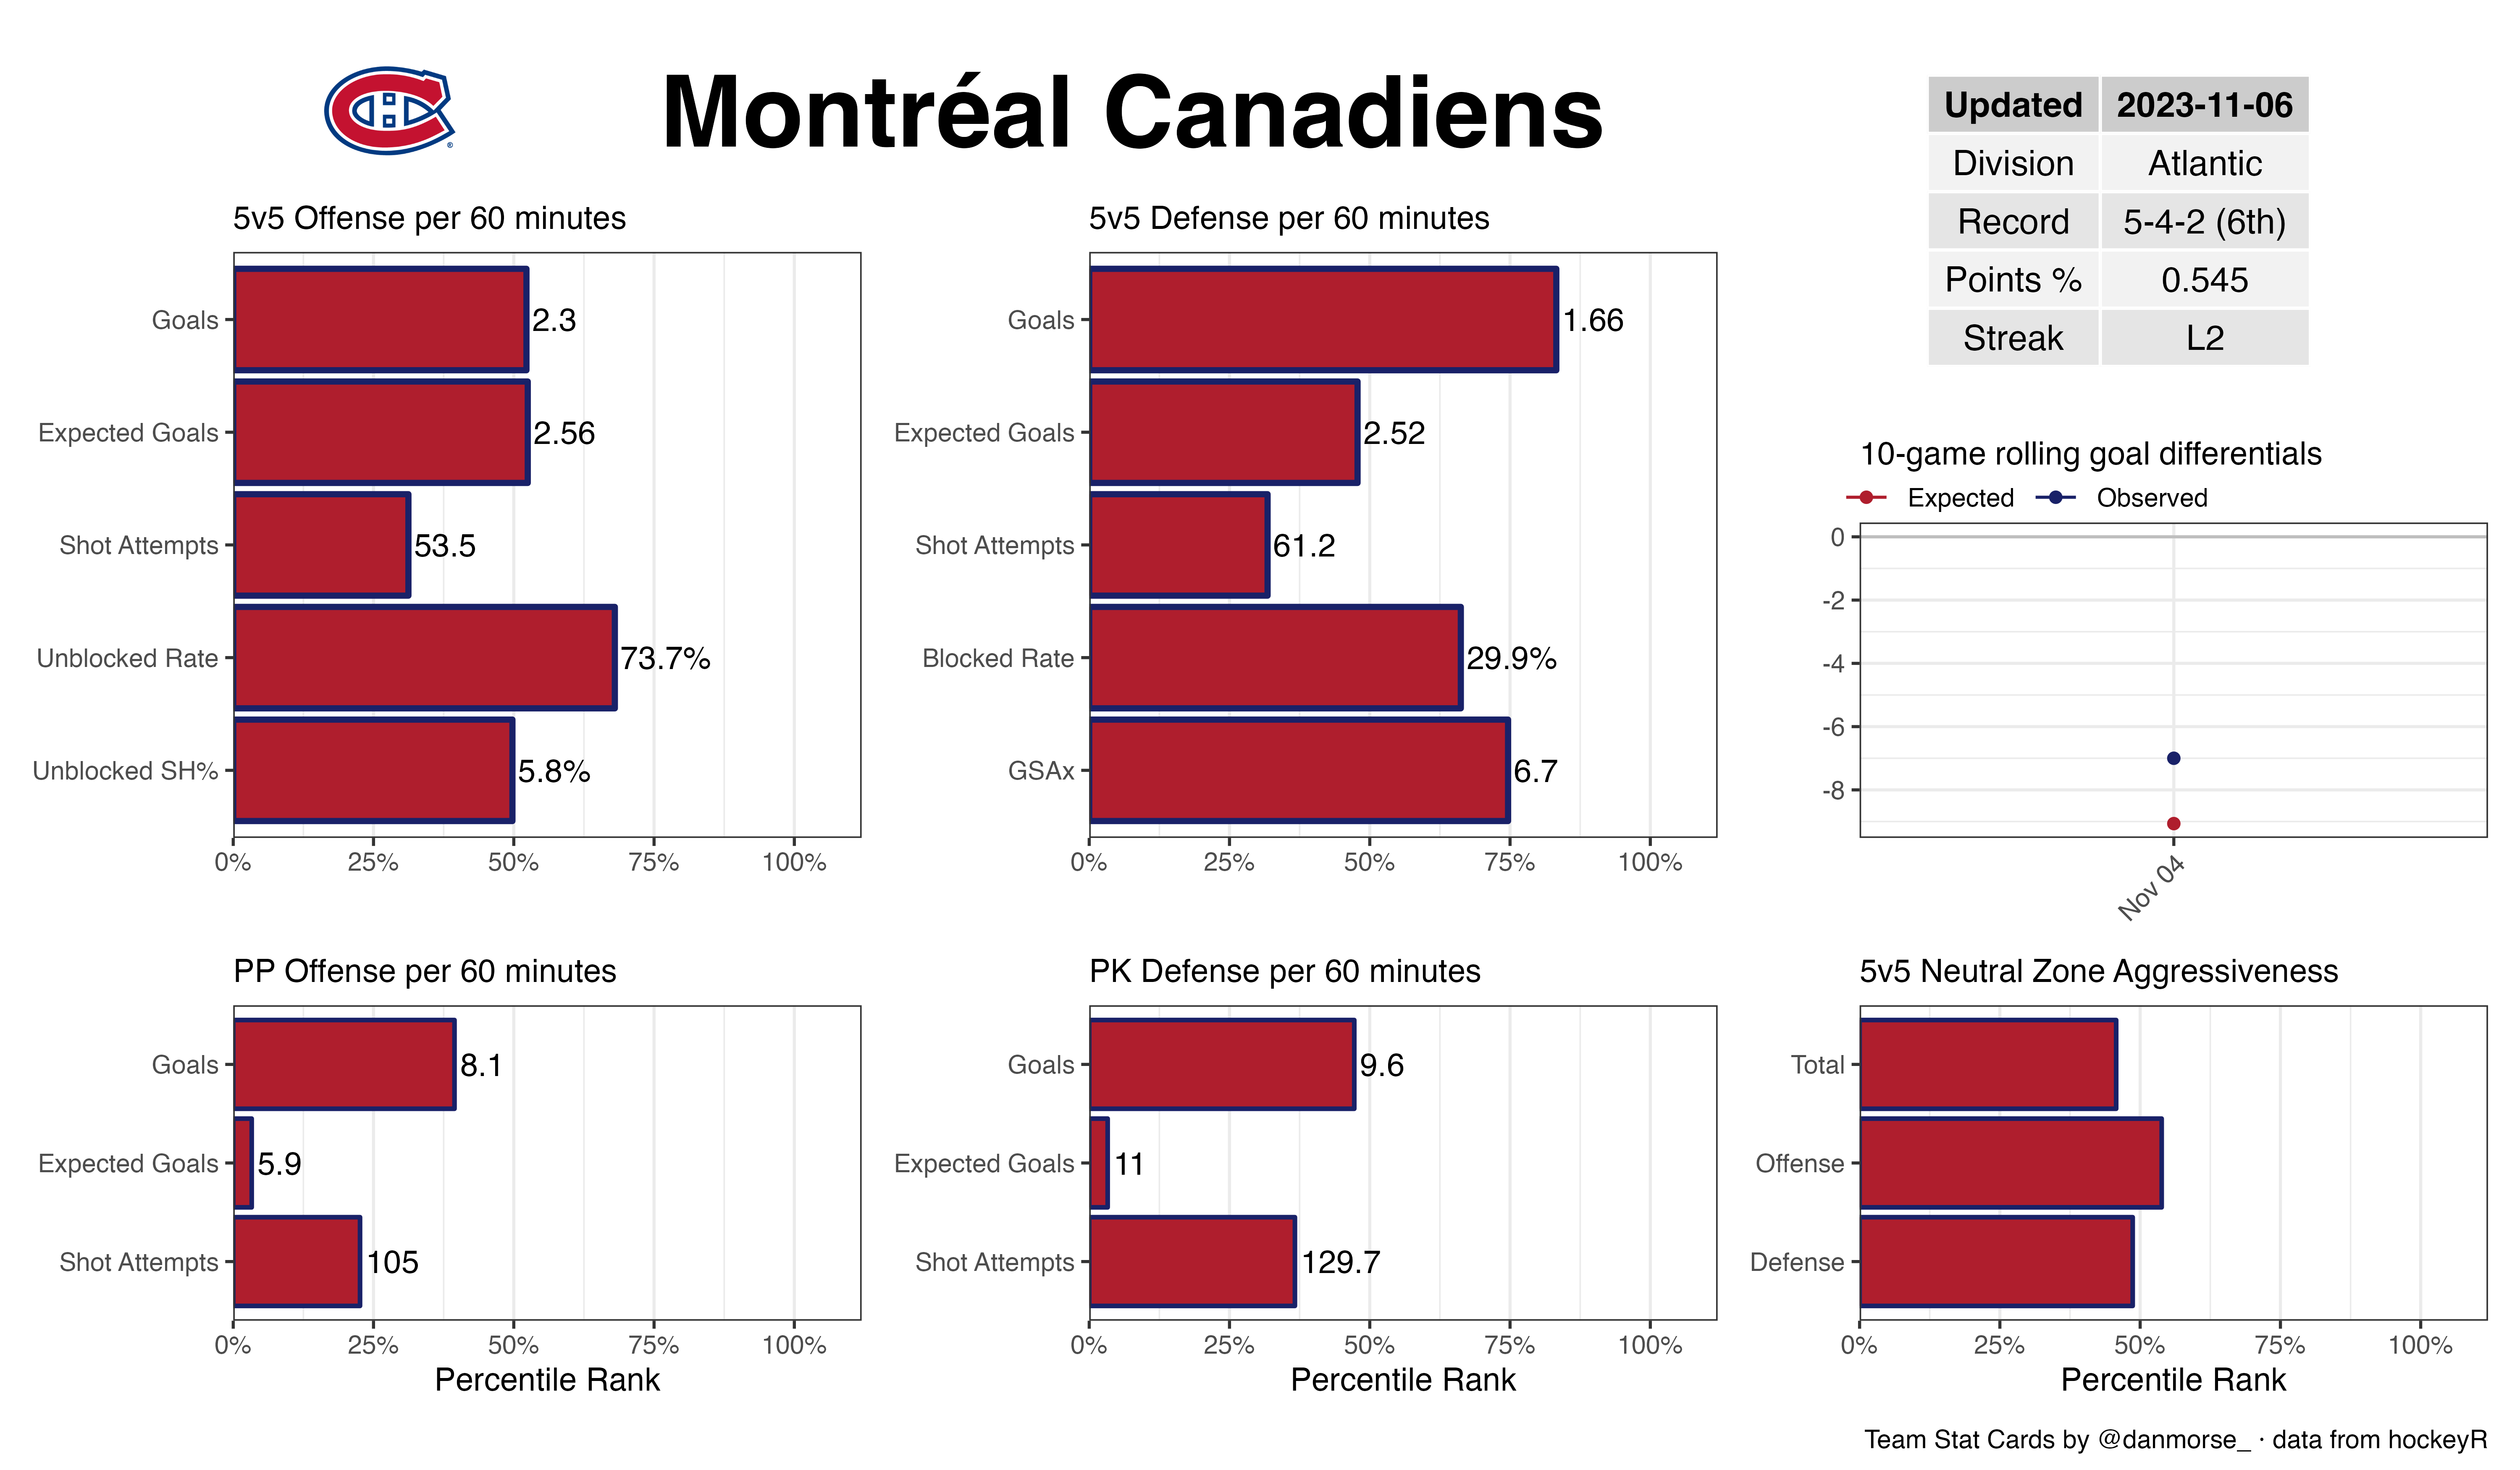 Montréal Canadiens
Updated 2023-11-06
Division Atlantic
Record 5-4-2 (6th)
Points % 0.545
Streak L2
5v5 Offense per 60 minutes
Goals 2.3
Expected Goals 2.56
Shot Attempts 53.5
Unblocked Rate 73.7%
Unblocked SH% 5.8%
0% 25% 50% 75% 100%
5v5 Defense per 60 minutes
Goals 1.66
Expected Goals 2.52
Shot Attempts 61.2
Blocked Rate 29.9%
GSAx 6.7
0% 25% 50% 75% 100%
10-game rolling goal differentials
Expected Observed
0
-2
-4
-6
-8
Nov 04
PP Offense per 60 minutes
Goals 8.1
Expected Goals 5.9
Shot Attempts 105
0% 25% 50% 75% 100%
Percentile Rank
PK Defense per 60 minutes
Goals 9.6
Expected Goals 11
Shot Attempts 129.7
0% 25% 50% 75% 100%
Percentile Rank
5v5 Neutral Zone Aggressiveness
Total
Offense
Defense
0% 25% 50% 75% 100%
Percentile Rank
Team Stat Cards by @danmorse_ · data from hockeyR